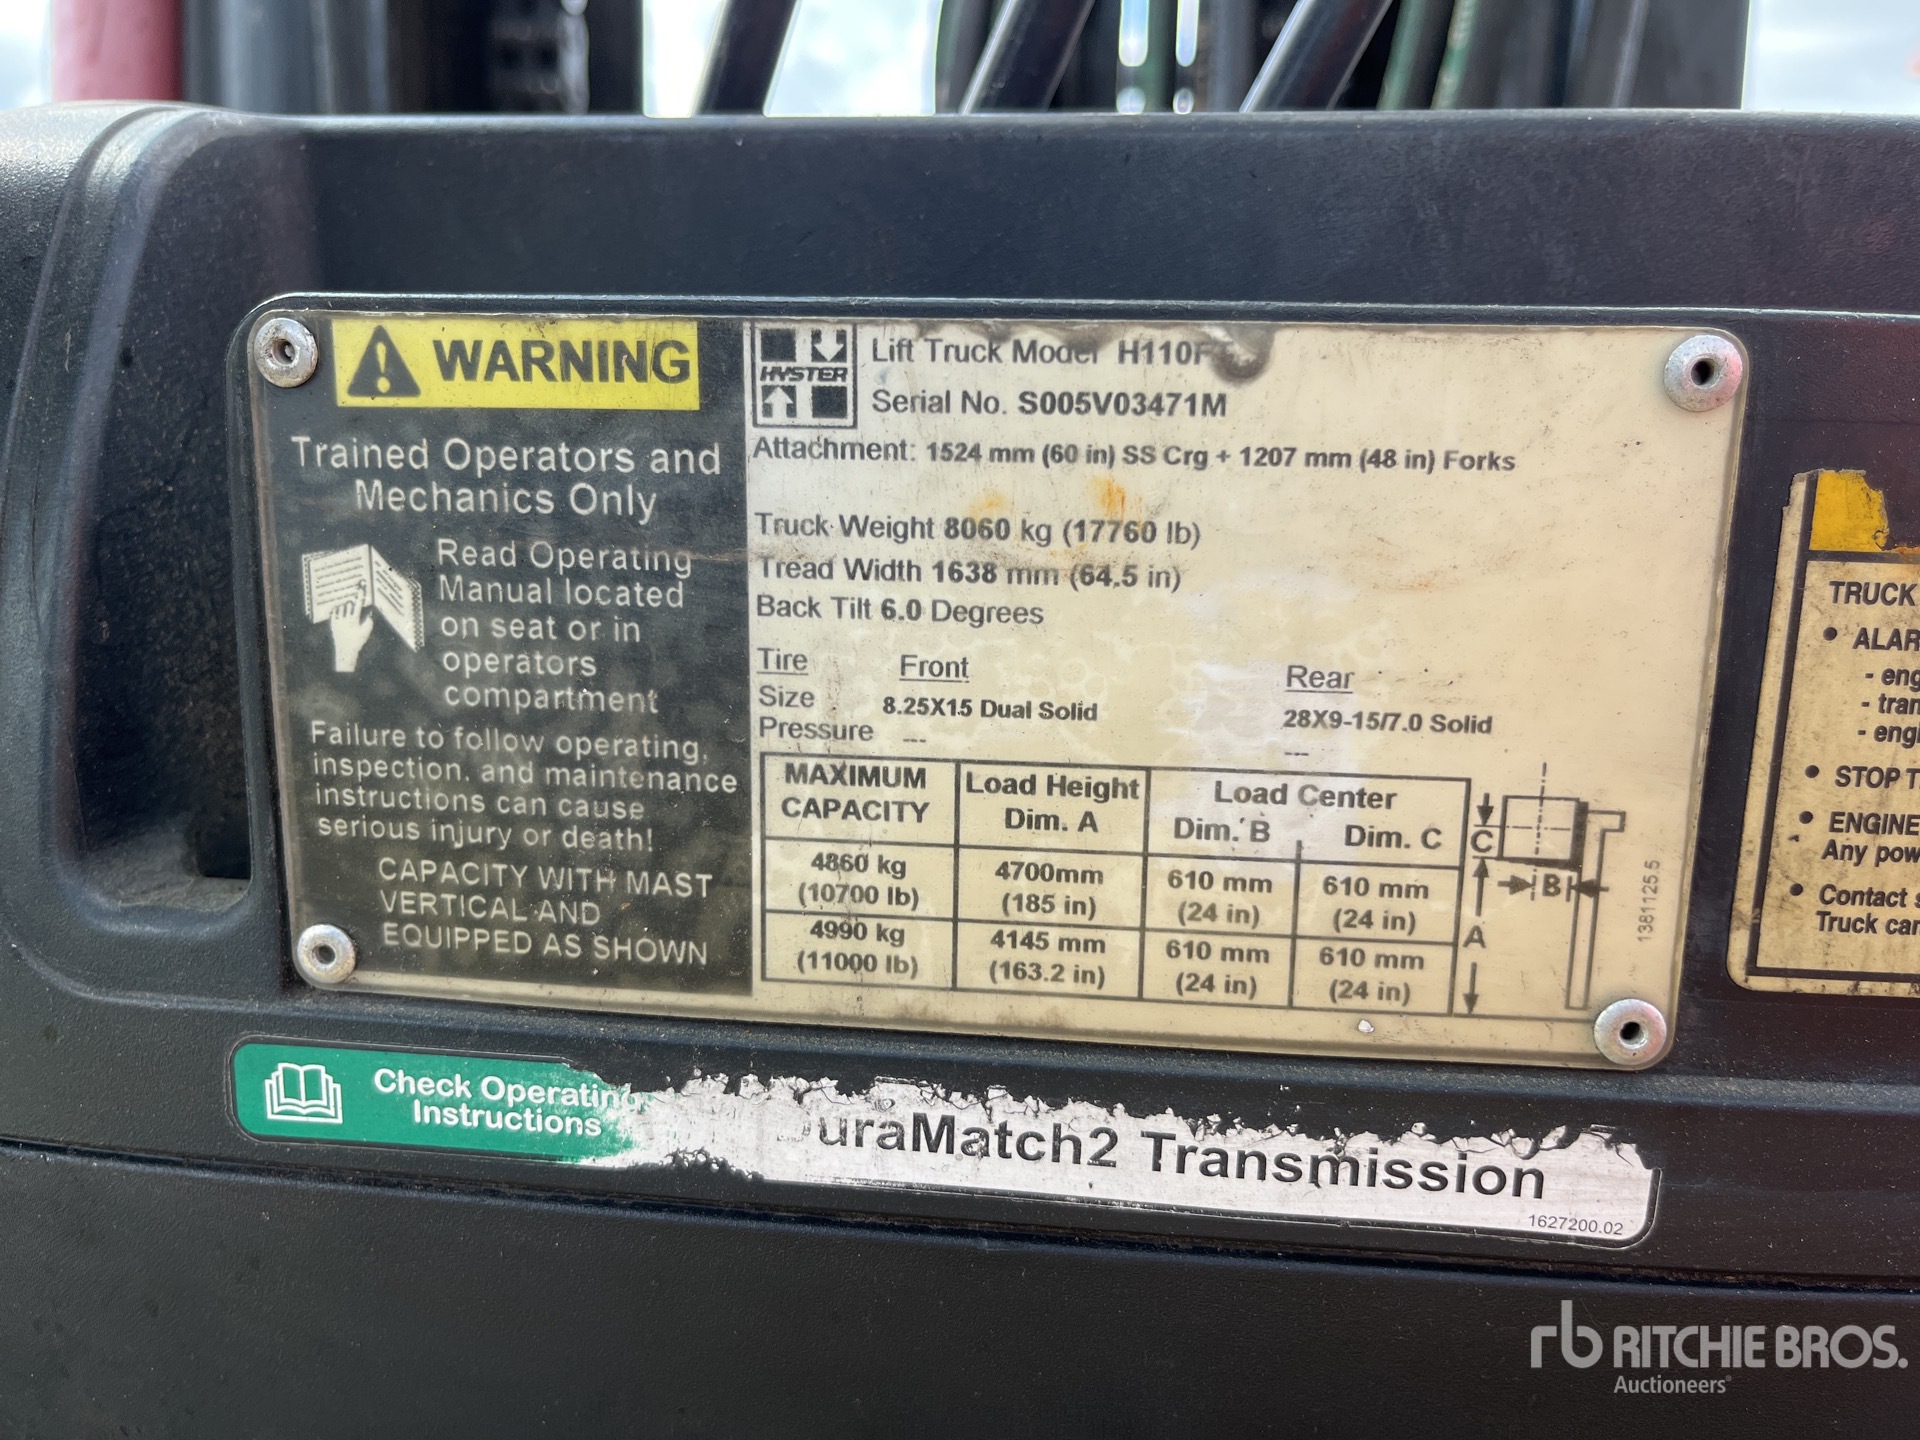 WARNING
Trained Operators and
Mechanics Only
Read Operating
Manual located
on seat or in
operators
compartment
Failure to follow operating,
inspection, and maintenance
instructions can cause
serious injury or death!
CAPACITY WITH MAST
VERTICAL AND
EQUIPPED AS SHOWN
HYSTER
Lift Truck Model H110F
Serial No. S005V03471M
Attachment: 1524 mm (60 in) SS Crg + 1207 mm (48 in) Forks
Truck Weight 8060 kg (17760 lb)
Tread Width 1638 mm (64.5 in)
Back Tilt 6.0 Degrees
Tire Front Rear
Size 8.25X15 Dual Solid 28X9-15/7.0 Solid
Pressure --- ---
MAXIMUM CAPACITY Load Height Dim. A Load Center Dim. B Dim. C
4860 kg (10700 lb) 4700mm (185 in) 610 mm (24 in) 610 mm (24 in)
4990 kg (11000 lb) 4145 mm (163.2 in) 610 mm (24 in) 610 mm (24 in)
C
B
A
1381125 5
TRUCK
• ALAR
- eng
- tran
- engi
• STOP T
• ENGINE
Any pow
• Contact s
Truck can
Check Operating
Instructions
uraMatch2 Transmission
1627200.02
rb RITCHIE BROS.
Auctioneers